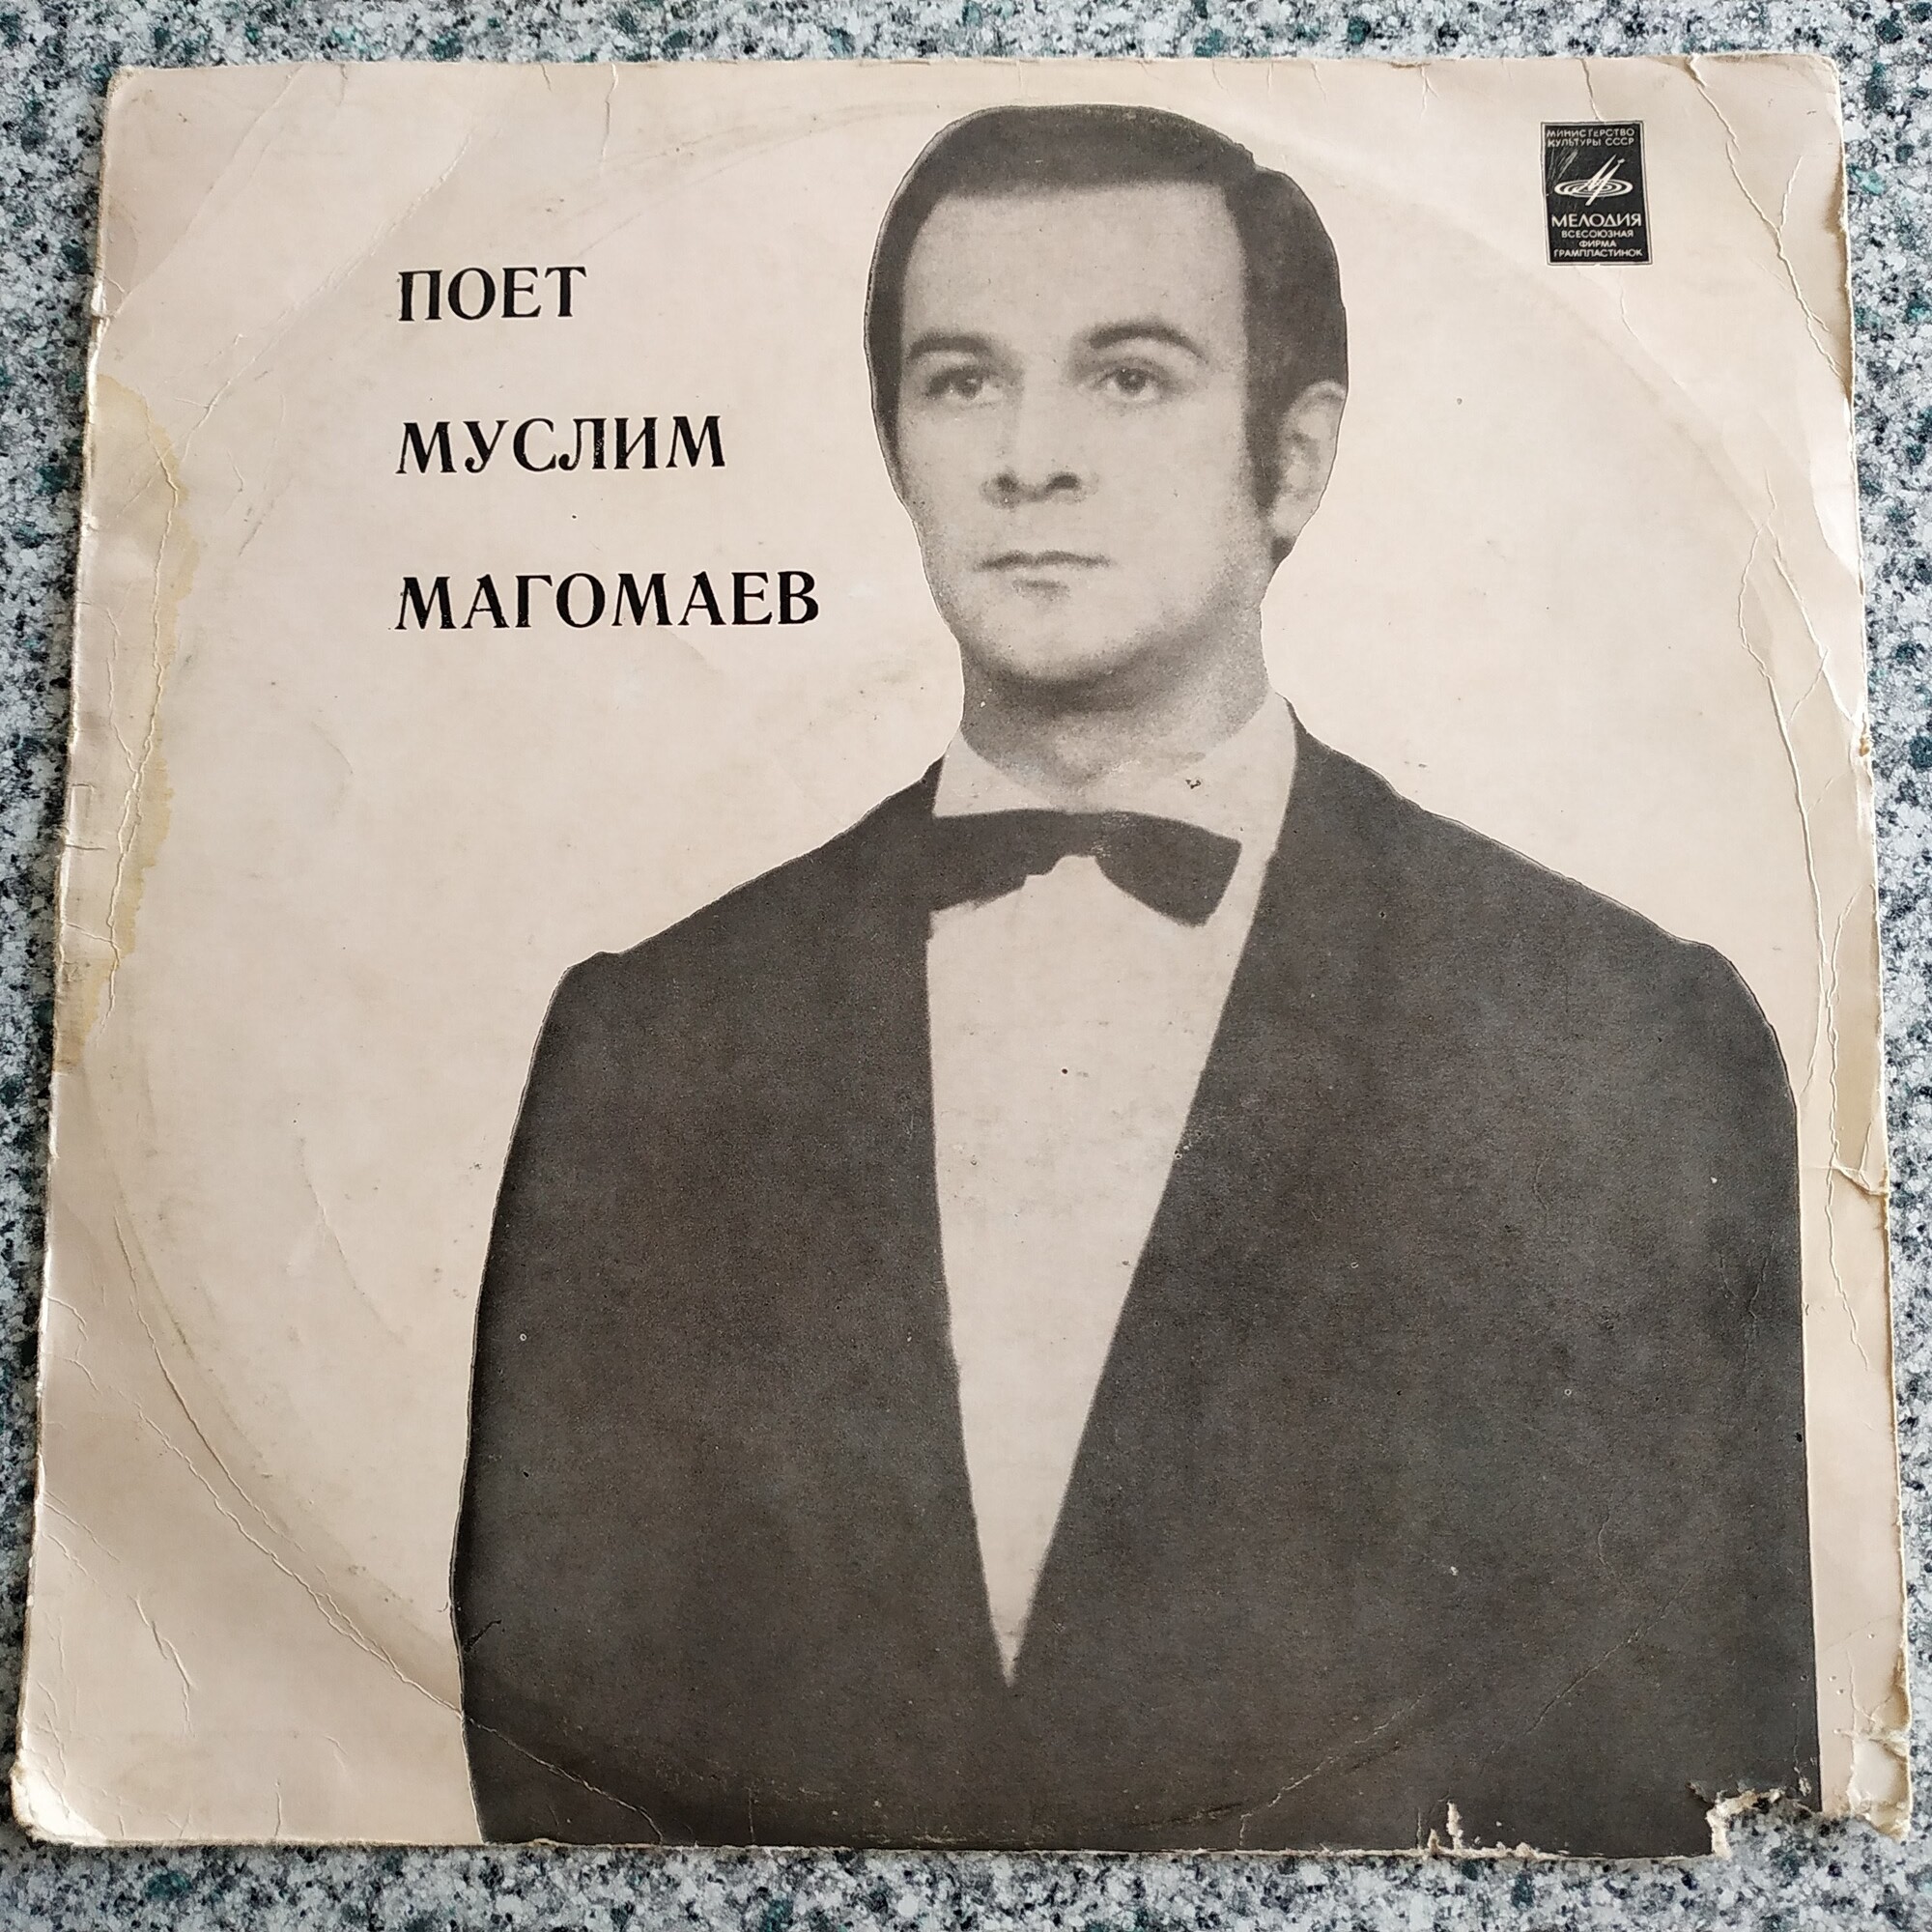 ПОЕТ
МУСЛИМ
МАГОМАЕВ
МИНИСТЕРСТВО
КУЛЬТУРЫ СССР
МЕЛОДИЯ
ВСЕСОЮЗНАЯ
ФИРМА
ГРАМПЛАСТИНОК